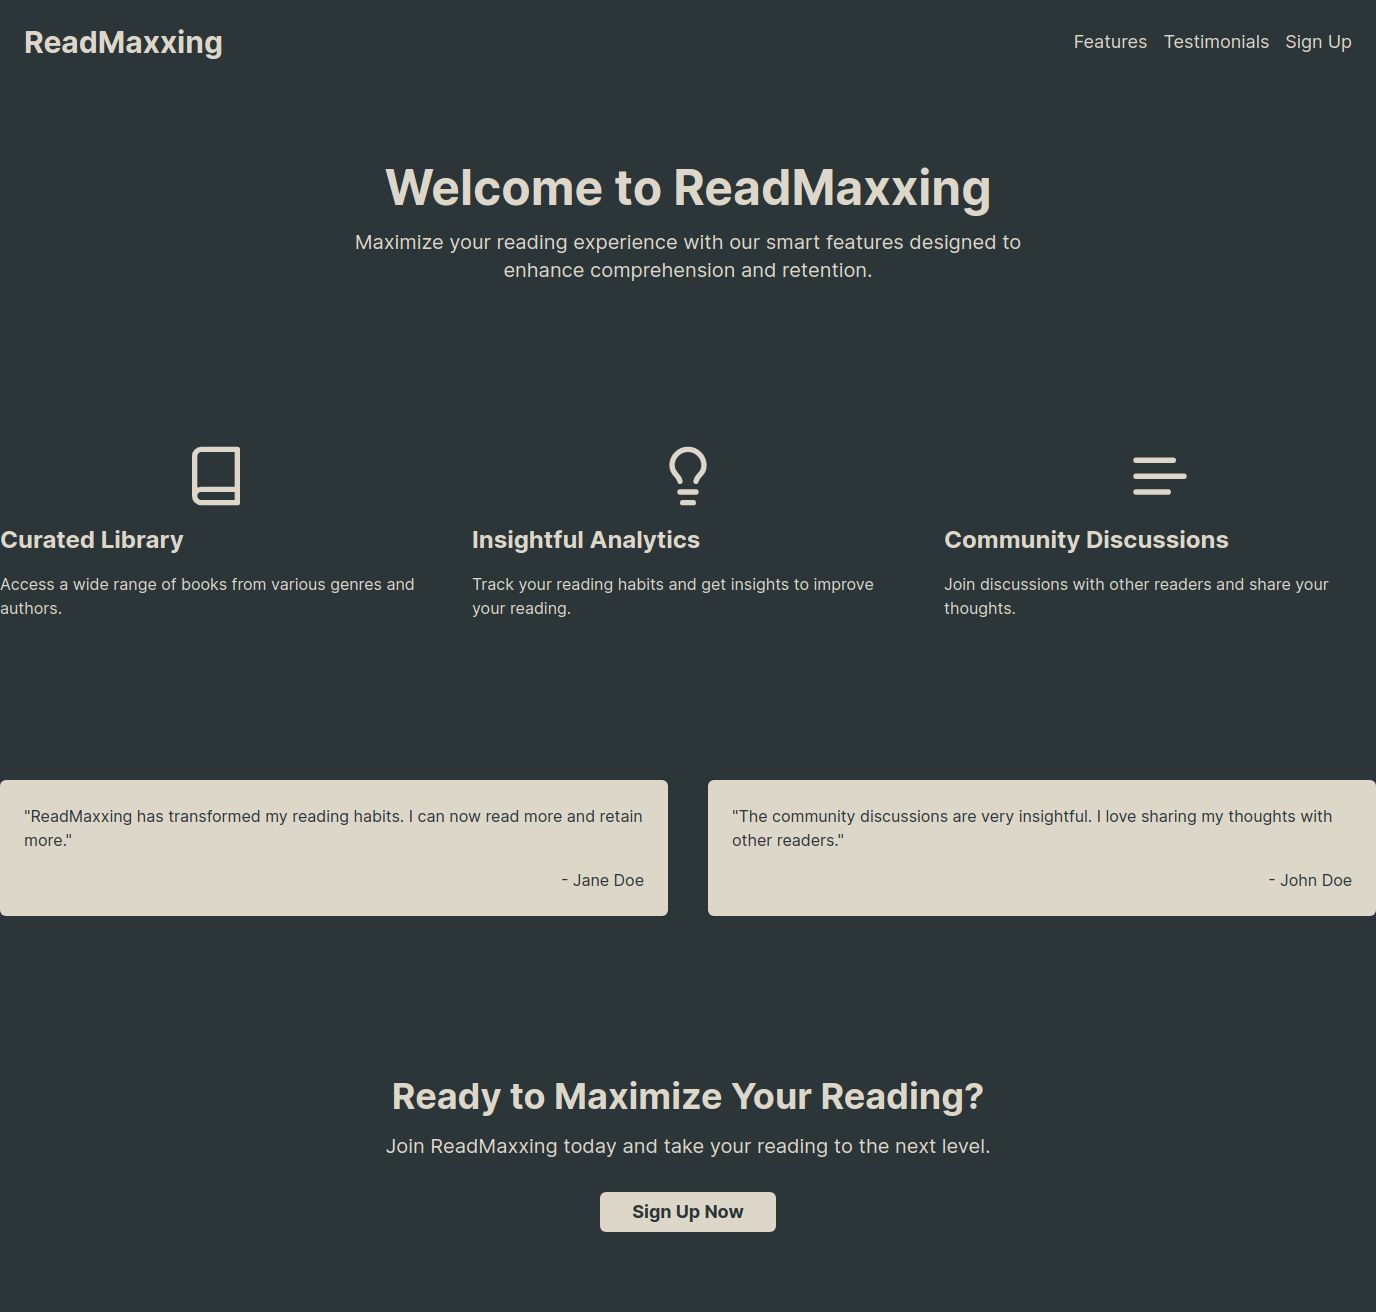 ReadMaxxing
Features Testimonials Sign Up
Welcome to ReadMaxxing
Maximize your reading experience with our smart features designed to
enhance comprehension and retention.
Curated Library
Access a wide range of books from various genres and
authors.
Insightful Analytics
Track your reading habits and get insights to improve
your reading.
Community Discussions
Join discussions with other readers and share your
thoughts.
"ReadMaxxing has transformed my reading habits. I can now read more and retain
more."
- Jane Doe
"The community discussions are very insightful. I love sharing my thoughts with
other readers."
- John Doe
Ready to Maximize Your Reading?
Join ReadMaxxing today and take your reading to the next level.
Sign Up Now